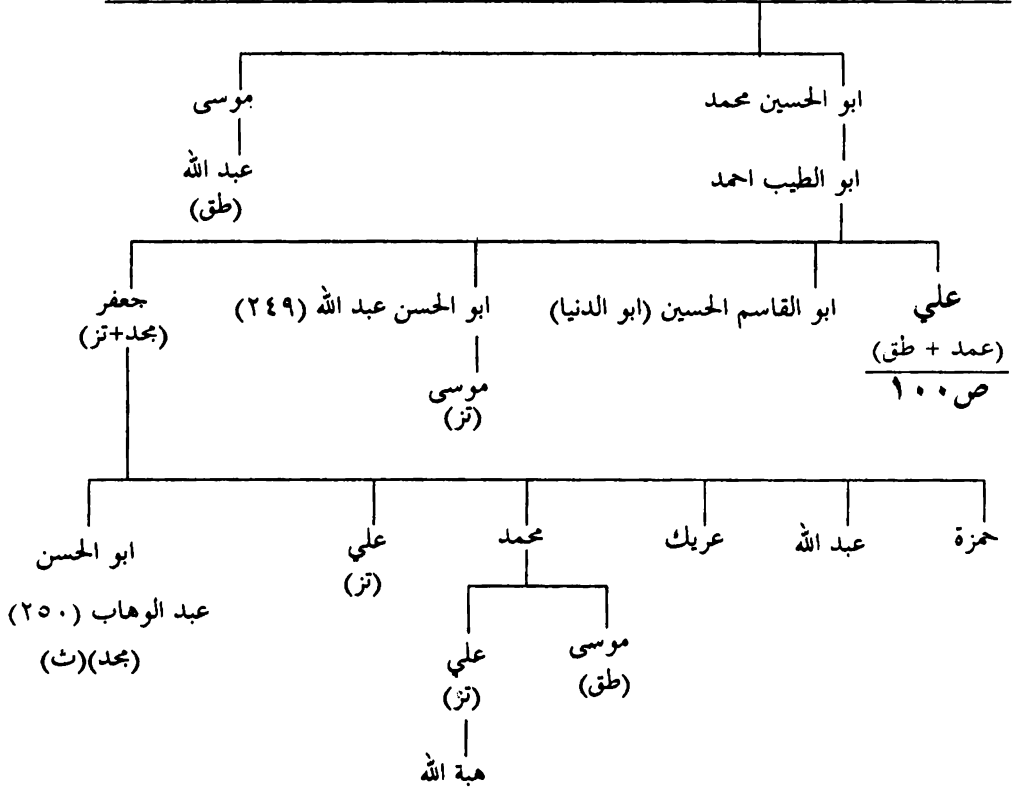 ابو الحسين محمد
موسى
ابو الطيب احمد
عبد الله
(طق)
علي
(عمد + طق)
ص١٠٠
ابو القاسم الحسين (ابو الدنيا)
ابو الحسن عبد الله (٢٤٩)
موسى
(تز)
جعفر
(مجد+تز)
حمزة
عبد الله
عريك
محمد
علي
(تز)
ابو الحسن
عبد الوهاب (٢٥٠)
(مجد)(ث)
موسى
(طق)
علي
(تز)
هبة الله